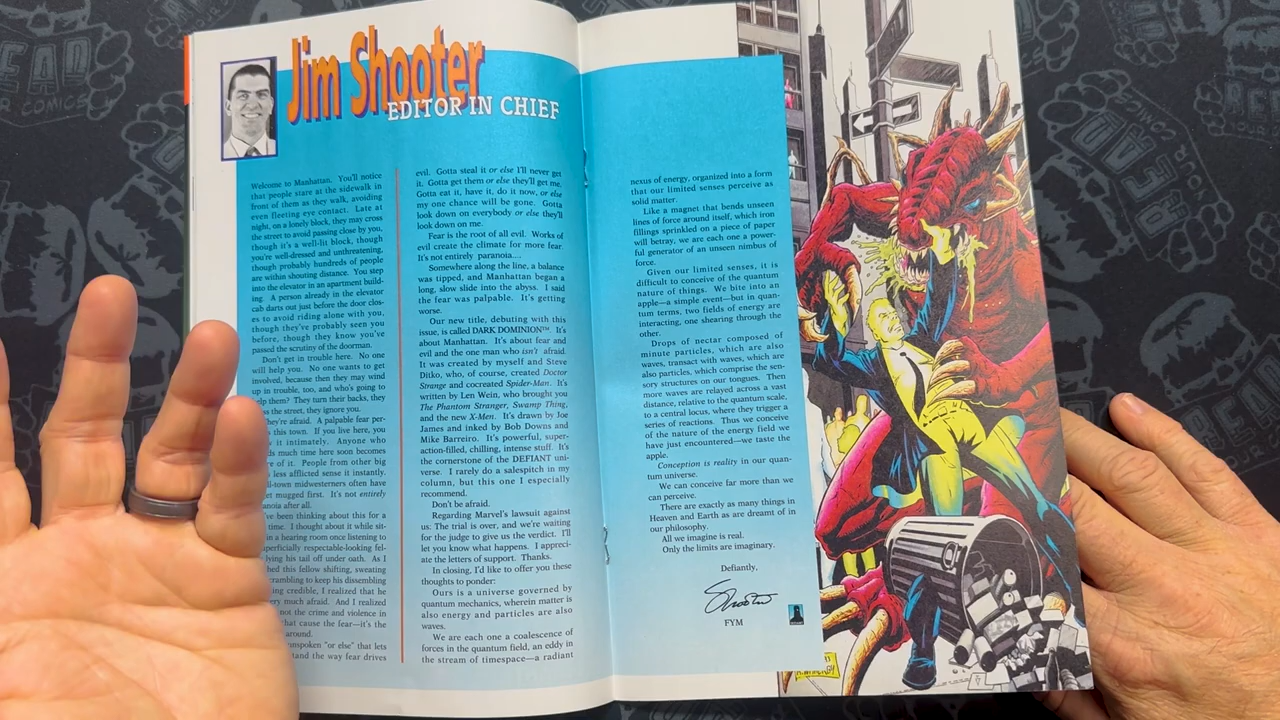 Jim Shooter
EDITOR IN CHIEF
Welcome to Manhattan. You'll notice
that people stare at the sidewalk in
front of them as they walk, avoiding
even fleeting eye contact. Late at
night, on a lonely block, they may cross
the street to avoid passing close by you,
though it's a well-lit block, though
you're well-dressed and unthreatening,
though probably hundreds of people
are within shouting distance. You step
into the elevator in an apartment build-
ing. A person already in the elevator
cab darts out just before the door clos-
es to avoid riding alone with you,
though they've probably seen you
before, though they know you've
passed the scrutiny of the doorman.
Don't get in trouble here. No one
will help you. No one wants to get
involved, because then they may wind
up in trouble, too, and who's going to
help them? They turn their backs, they
the street, they ignore you.
They're afraid. A palpable fear per-
this town. If you live here, you
it intimately. Anyone who
much time here soon becomes
of it. People from other big
less afflicted sense it instantly.
midwesterners often have
mugged first. It's not entirely
after all.
been thinking about this for a
time. I thought about it while sit-
in a hearing room once listening to
superficially respectable-looking fel-
lying his tail off under oath. As I
this fellow shifting, sweating
scrambling to keep his dissembling
credible, I realized that he
very much afraid. And I realized
not the crime and violence in
that cause the fear—it's the
around.
unspoken "or else" that lets
the way fear drives
evil. Gotta steal it or else I'll never get
it. Gotta get them or else they'll get me.
Gotta eat it, have it, do it now, or else
my one chance will be gone. Gotta
look down on everybody or else they'll
look down on me.
Fear is the root of all evil. Works of
evil create the climate for more fear.
It's not entirely paranoia....
Somewhere along the line, a balance
was tipped, and Manhattan began a
long, slow slide into the abyss. I said
the fear was palpable. It's getting
worse.
Our new title, debuting with this
issue, is called DARK DOMINION™. It's
about Manhattan. It's about fear and
evil and the one man who isn't afraid.
It was created by myself and Steve
Ditko, who, of course, created Doctor
Strange and cocreated Spider-Man. It's
written by Len Wein, who brought you
The Phantom Stranger, Swamp Thing,
and the new X-Men. It's drawn by Joe
James and inked by Bob Downs and
Mike Barreiro. It's powerful, super-
action-filled, chilling, intense stuff. It's
the cornerstone of the DEFIANT uni-
verse. I rarely do a salespitch in my
column, but this one I especially
recommend.
Don't be afraid.
Regarding Marvel's lawsuit against
us: The trial is over, and we're waiting
for the judge to give us the verdict. I'll
let you know what happens. I appreci-
ate the letters of support. Thanks.
In closing, I'd like to offer you these
thoughts to ponder:
Ours is a universe governed by
quantum mechanics, wherein matter is
also energy and particles are also
waves.
We are each one a coalescence of
forces in the quantum field, an eddy in
the stream of timespace—a radiant
nexus of energy, organized into a form
that our limited senses perceive as
solid matter.
Like a magnet that bends unseen
lines of force around itself, which iron
fillings sprinkled on a piece of paper
will betray, we are each one a power-
ful generator of an unseen nimbus of
force.
Given our limited senses, it is
difficult to conceive of the quantum
nature of things. We bite into an
apple—a simple event—but in quan-
tum terms, two fields of energy are
interacting, one shearing through the
other.
Drops of nectar composed of
minute particles, which are also
waves, transact with waves, which are
also particles, which comprise the sen-
sory structures on our tongues. Then
more waves are relayed across a vast
distance, relative to the quantum scale,
to a central locus, where they trigger a
series of reactions. Thus we conceive
of the nature of the energy field we
have just encountered—we taste the
apple.
Conception is reality in our quan-
tum universe.
We can conceive far more than we
can perceive.
There are exactly as many things in
Heaven and Earth as are dreamt of in
our philosophy.
All we imagine is real.
Only the limits are imaginary.
Defiantly,
Shooter
FYM